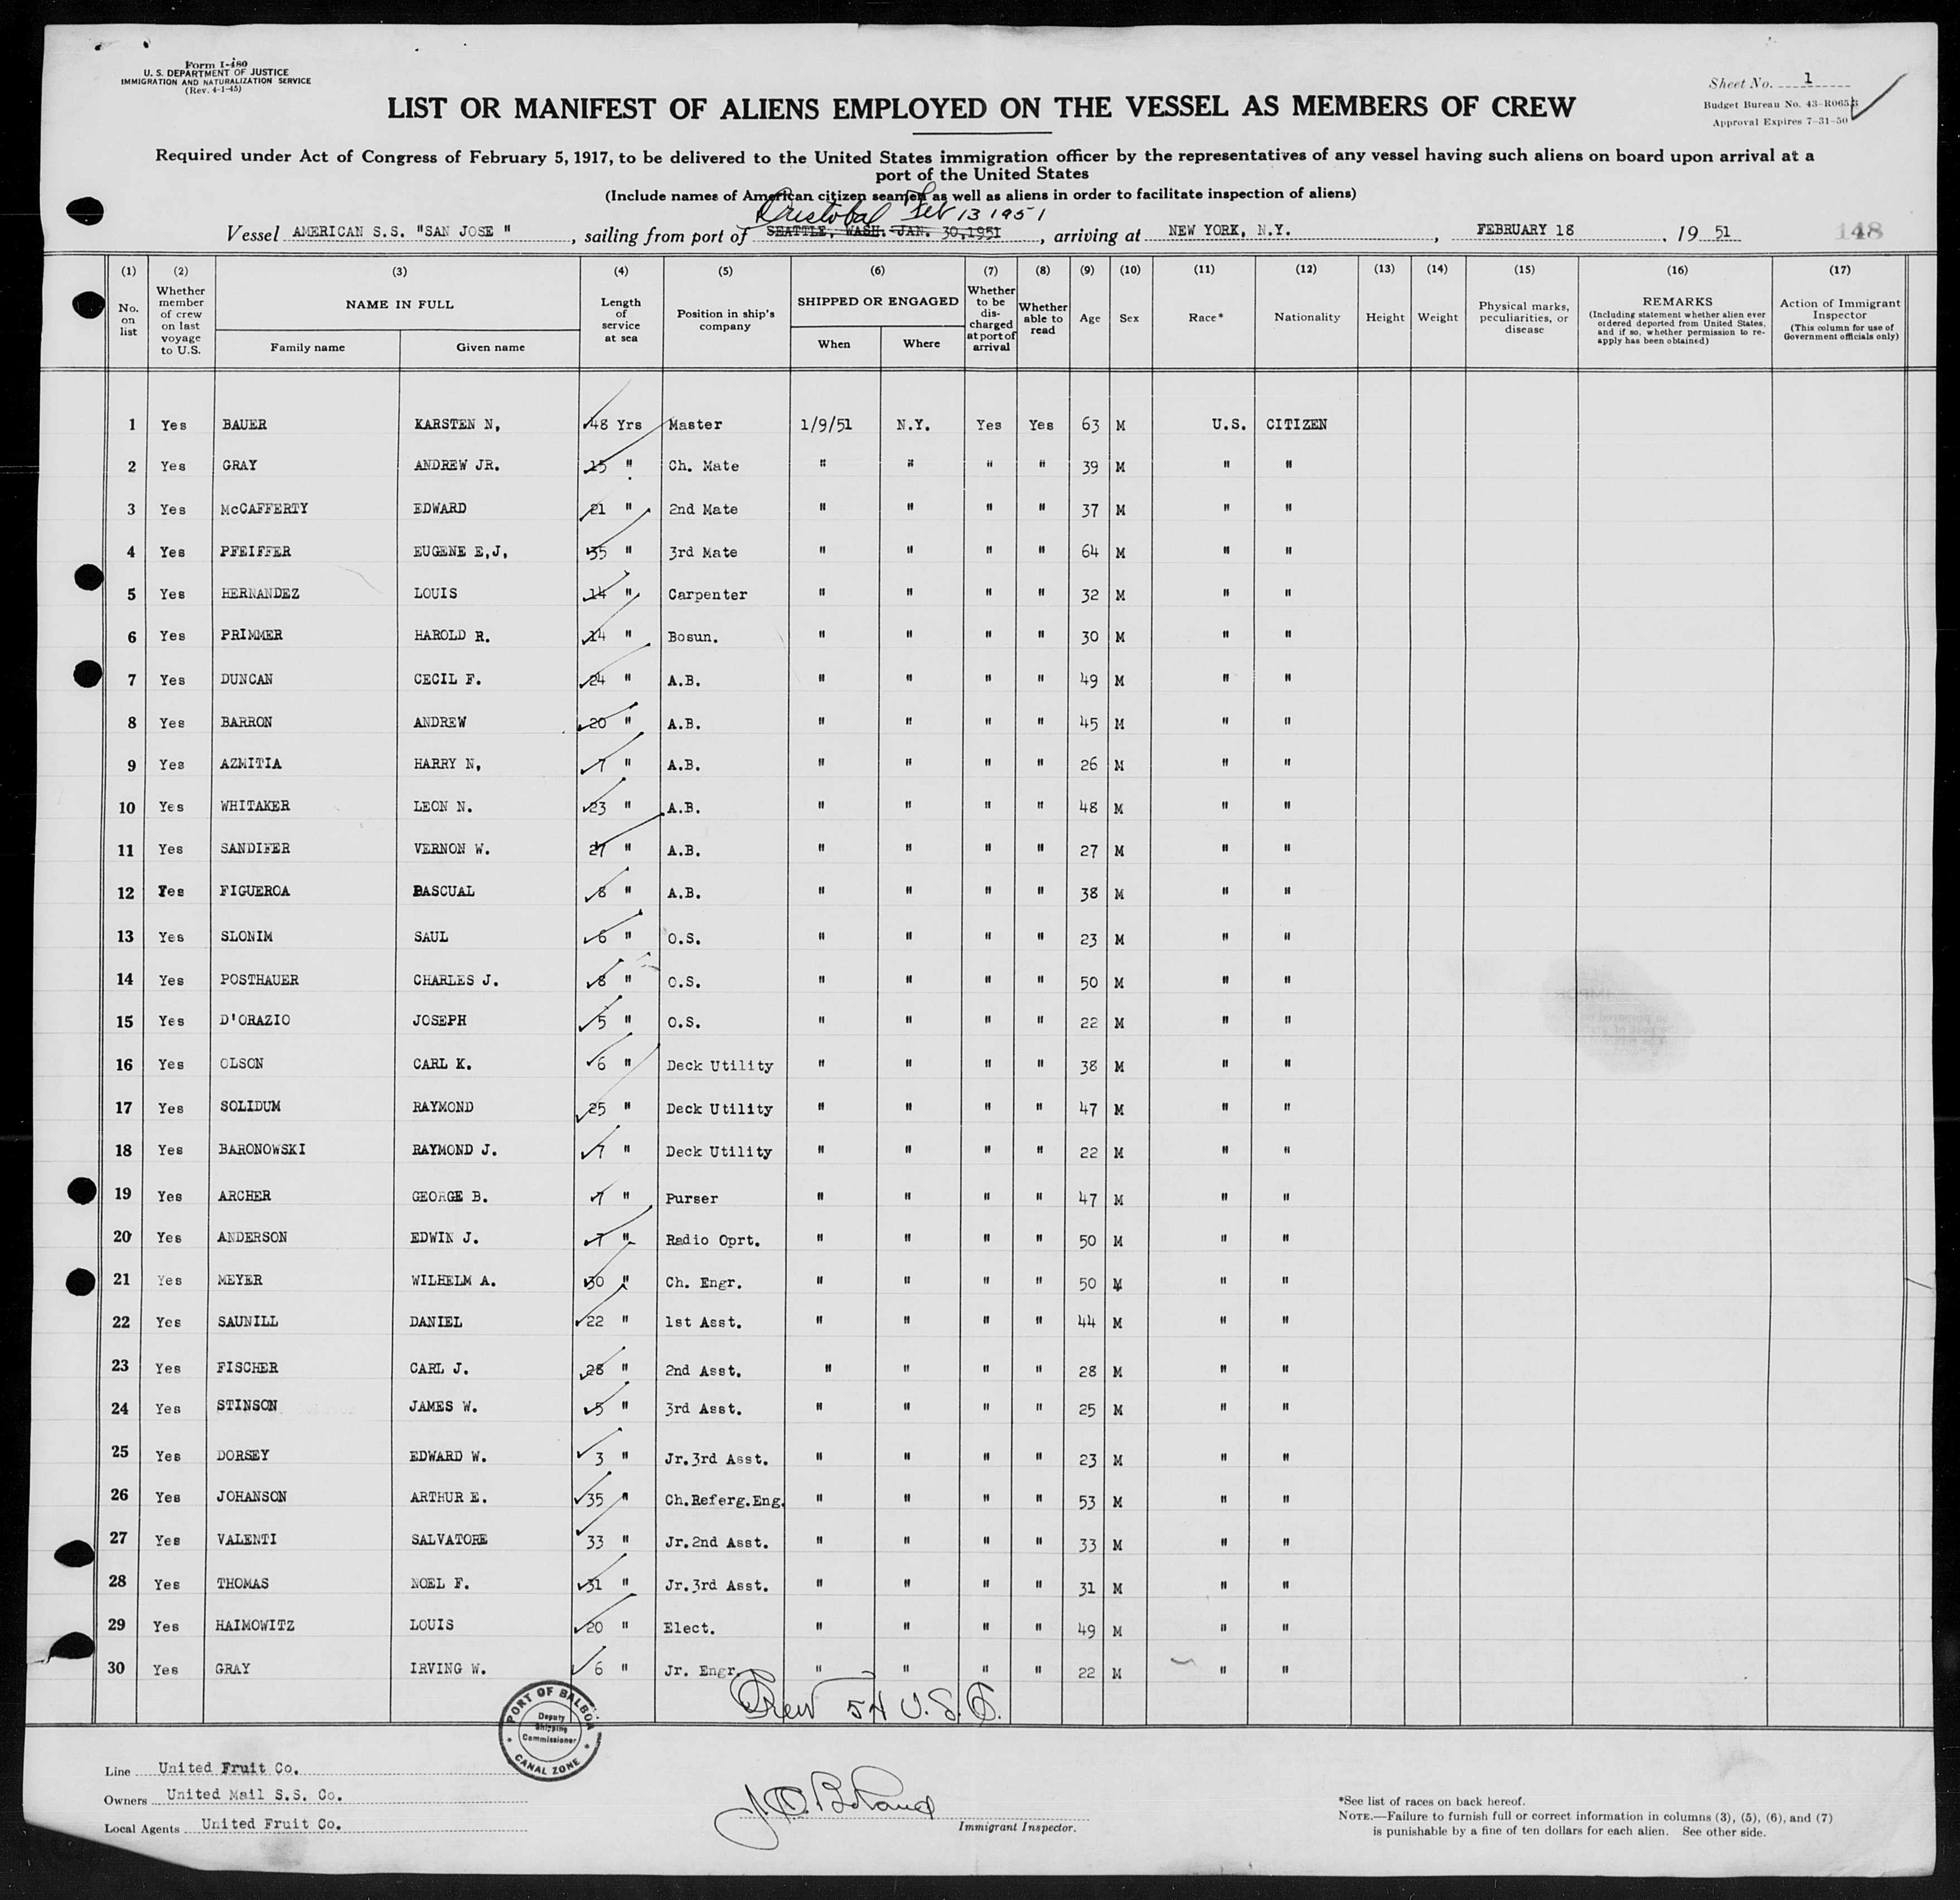 Form I-480
U. S. DEPARTMENT OF JUSTICE
IMMIGRATION AND NATURALIZATION SERVICE
(Rev. 4-1-45)
Sheet No. 1
Budget Bureau No. 43-R065.3
Approval Expires 7-31-50
LIST OR MANIFEST OF ALIENS EMPLOYED ON THE VESSEL AS MEMBERS OF CREW
Required under Act of Congress of February 5, 1917, to be delivered to the United States immigration officer by the representatives of any vessel having such aliens on board upon arrival at a
port of the United States
(Include names of American citizen seamen as well as aliens in order to facilitate inspection of aliens)
Cristobal Feb 13 1951
Vessel AMERICAN S.S. "SAN JOSE ", sailing from port of SEATTLE, WASH. JAN. 30,1951, arriving at NEW YORK, N.Y., FEBRUARY 18, 19 51 148
(1) (2) (3) (4) (5) (6) (7) (8) (9) (10) (11) (12) (13) (14) (15) (16) (17)
No. on list Whether member of crew on last voyage to U.S. NAME IN FULL Family name Given name Length of service at sea Position in ship's company SHIPPED OR ENGAGED When Where Whether to be discharged at port of arrival Whether able to read Age Sex Race* Nationality Height Weight Physical marks, peculiarities, or disease REMARKS (Including statement whether alien ever ordered deported from United States, and if so, whether permission to re-apply has been obtained) Action of Immigrant Inspector (This column for use of Government officials only)
1 Yes BAUER KARSTEN N, 48 Yrs Master 1/9/51 N.Y. Yes Yes 63 M U.S. CITIZEN
2 Yes GRAY ANDREW JR. 15 " Ch. Mate " " " " 39 M " "
3 Yes McCAFFERTY EDWARD 21 " 2nd Mate " " " " 37 M " "
4 Yes PFEIFFER EUGENE E,J, 35 " 3rd Mate " " " " 64 M " "
5 Yes HERNANDEZ LOUIS 14 " Carpenter " " " " 32 M " "
6 Yes PRIMMER HAROLD R. 14 " Bosun. " " " " 30 M " "
7 Yes DUNCAN CECIL F. 24 " A.B. " " " " 49 M " "
8 Yes BARRON ANDREW 20 " A.B. " " " " 45 M " "
9 Yes AZMITIA HARRY N, 7 " A.B. " " " " 26 M " "
10 Yes WHITAKER LEON N. 23 " A.B. " " " " 48 M " "
11 Yes SANDIFER VERNON W. 27 " A.B. " " " " 27 M " "
12 Yes FIGUEROA PASCUAL 8 " A.B. " " " " 38 M " "
13 Yes SLONIM SAUL 6 " O.S. " " " " 23 M " "
14 Yes POSTHAUER CHARLES J. 8 " O.S. " " " " 50 M " "
15 Yes D'ORAZIO JOSEPH 5 " O.S. " " " " 22 M " "
16 Yes OLSON CARL K. 6 " Deck Utility " " " " 38 M " "
17 Yes SOLIDUM RAYMOND 25 " Deck Utility " " " " 47 M " "
18 Yes BARONOWSKI RAYMOND J. 7 " Deck Utility " " " " 22 M " "
19 Yes ARCHER GEORGE B. 7 " Purser " " " " 47 M " "
20 Yes ANDERSON EDWIN J. 7 " Radio Oprt. " " " " 50 M " "
21 Yes MEYER WILHELM A. 30 " Ch. Engr. " " " " 50 M " "
22 Yes SAUNILL DANIEL 22 " 1st Asst. " " " " 44 M " "
23 Yes FISCHER CARL J. 28 " 2nd Asst. " " " " 28 M " "
24 Yes STINSON JAMES W. 5 " 3rd Asst. " " " " 25 M " "
25 Yes DORSEY EDWARD W. 3 " Jr.3rd Asst. " " " " 23 M " "
26 Yes JOHANSON ARTHUR E. 35 " Ch.Referg.Eng. " " " " 53 M " "
27 Yes VALENTI SALVATORE 33 " Jr.2nd Asst. " " " " 33 M " "
28 Yes THOMAS NOEL F. 31 " Jr.3rd Asst. " " " " 31 M " "
29 Yes HAIMOWITZ LOUIS 20 " Elect. " " " " 49 M " "
30 Yes GRAY IRVING W. 6 " Jr. Engr. " " " " 22 M " "
Crew 54 U.S.C.
PORT OF BALBOA
Deputy
Shipping
Commissioner
CANAL ZONE
Line United Fruit Co.
Owners United Mail S.S. Co.
Local Agents United Fruit Co.
Immigrant Inspector.
*See list of races on back hereof.
NOTE.—Failure to furnish full or correct information in columns (3), (5), (6), and (7)
is punishable by a fine of ten dollars for each alien. See other side.